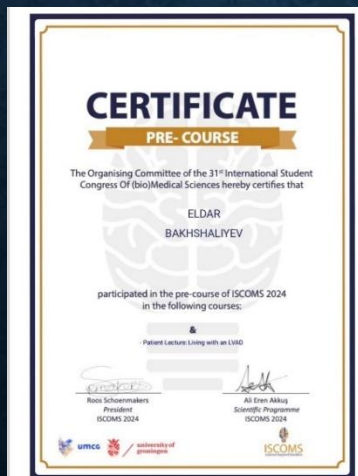 CERTIFICATE
PRE- COURSE
The Organising Committee of the 31st International Student
Congress Of (bio)Medical Sciences hereby certifies that
ELDAR
BAKHSHALIYEV
participated in the pre-course of ISCOMS 2024
in the following courses:
&
- Patient Lecture: Living with an LVAD
Roos Schoenmakers
President
ISCOMS 2024
Ali Eren Akkuş
Scientific Programme
ISCOMS 2024
umcg
university of
groningen
ISCOMS